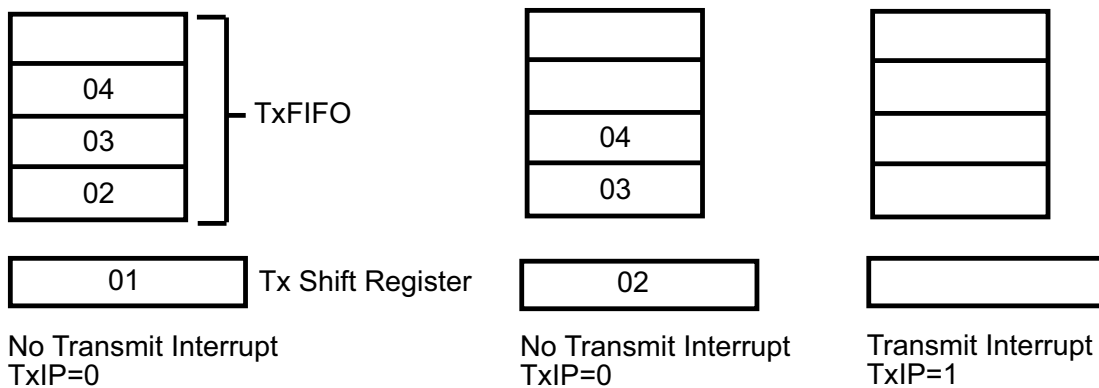 04
03
02
TxFIFO
01
Tx Shift Register
No Transmit Interrupt
TxIP=0
04
03
02
No Transmit Interrupt
TxIP=0
Transmit Interrupt
TxIP=1